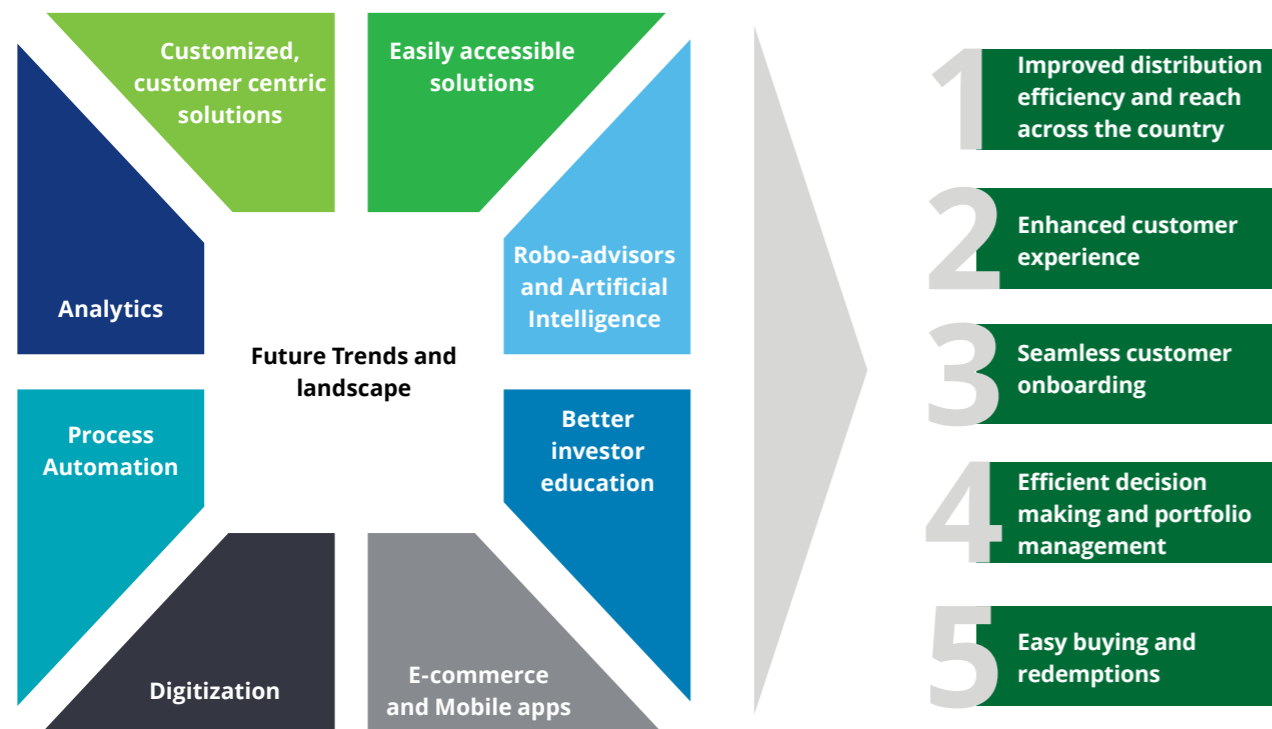 Customized,
customer centric
solutions
Easily accessible
solutions
Robo-advisors
and Artificial
Intelligence
Better
investor
education
E-commerce
and Mobile apps
Digitization
Process
Automation
Analytics
Future Trends and
landscape
1
Improved distribution
efficiency and reach
across the country
2
Enhanced customer
experience
3
Seamless customer
onboarding
4
Efficient decision
making and portfolio
management
5
Easy buying and
redemptions